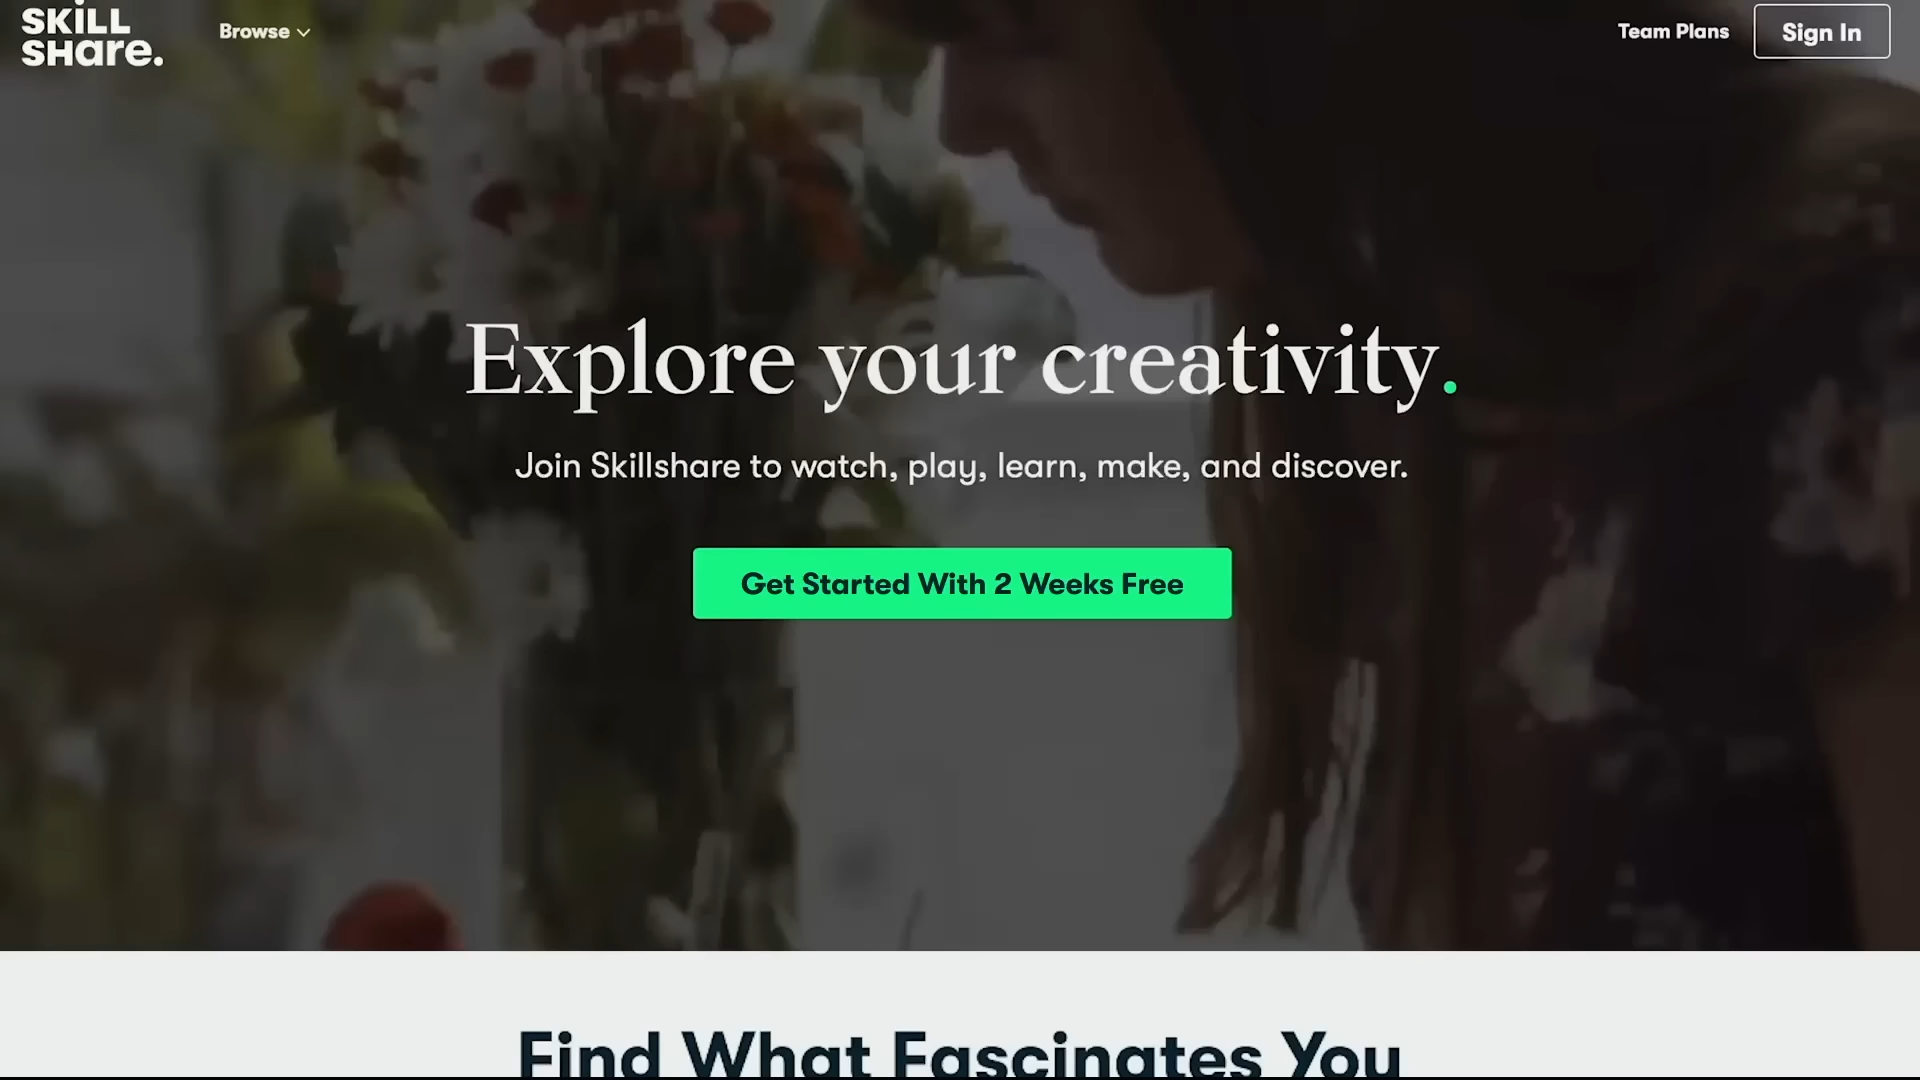 SKILL
SHare.
Browse
Team Plans
Sign In
Explore your creativity.
Join Skillshare to watch, play, learn, make, and discover.
Get Started With 2 Weeks Free
Find What Fascinates You